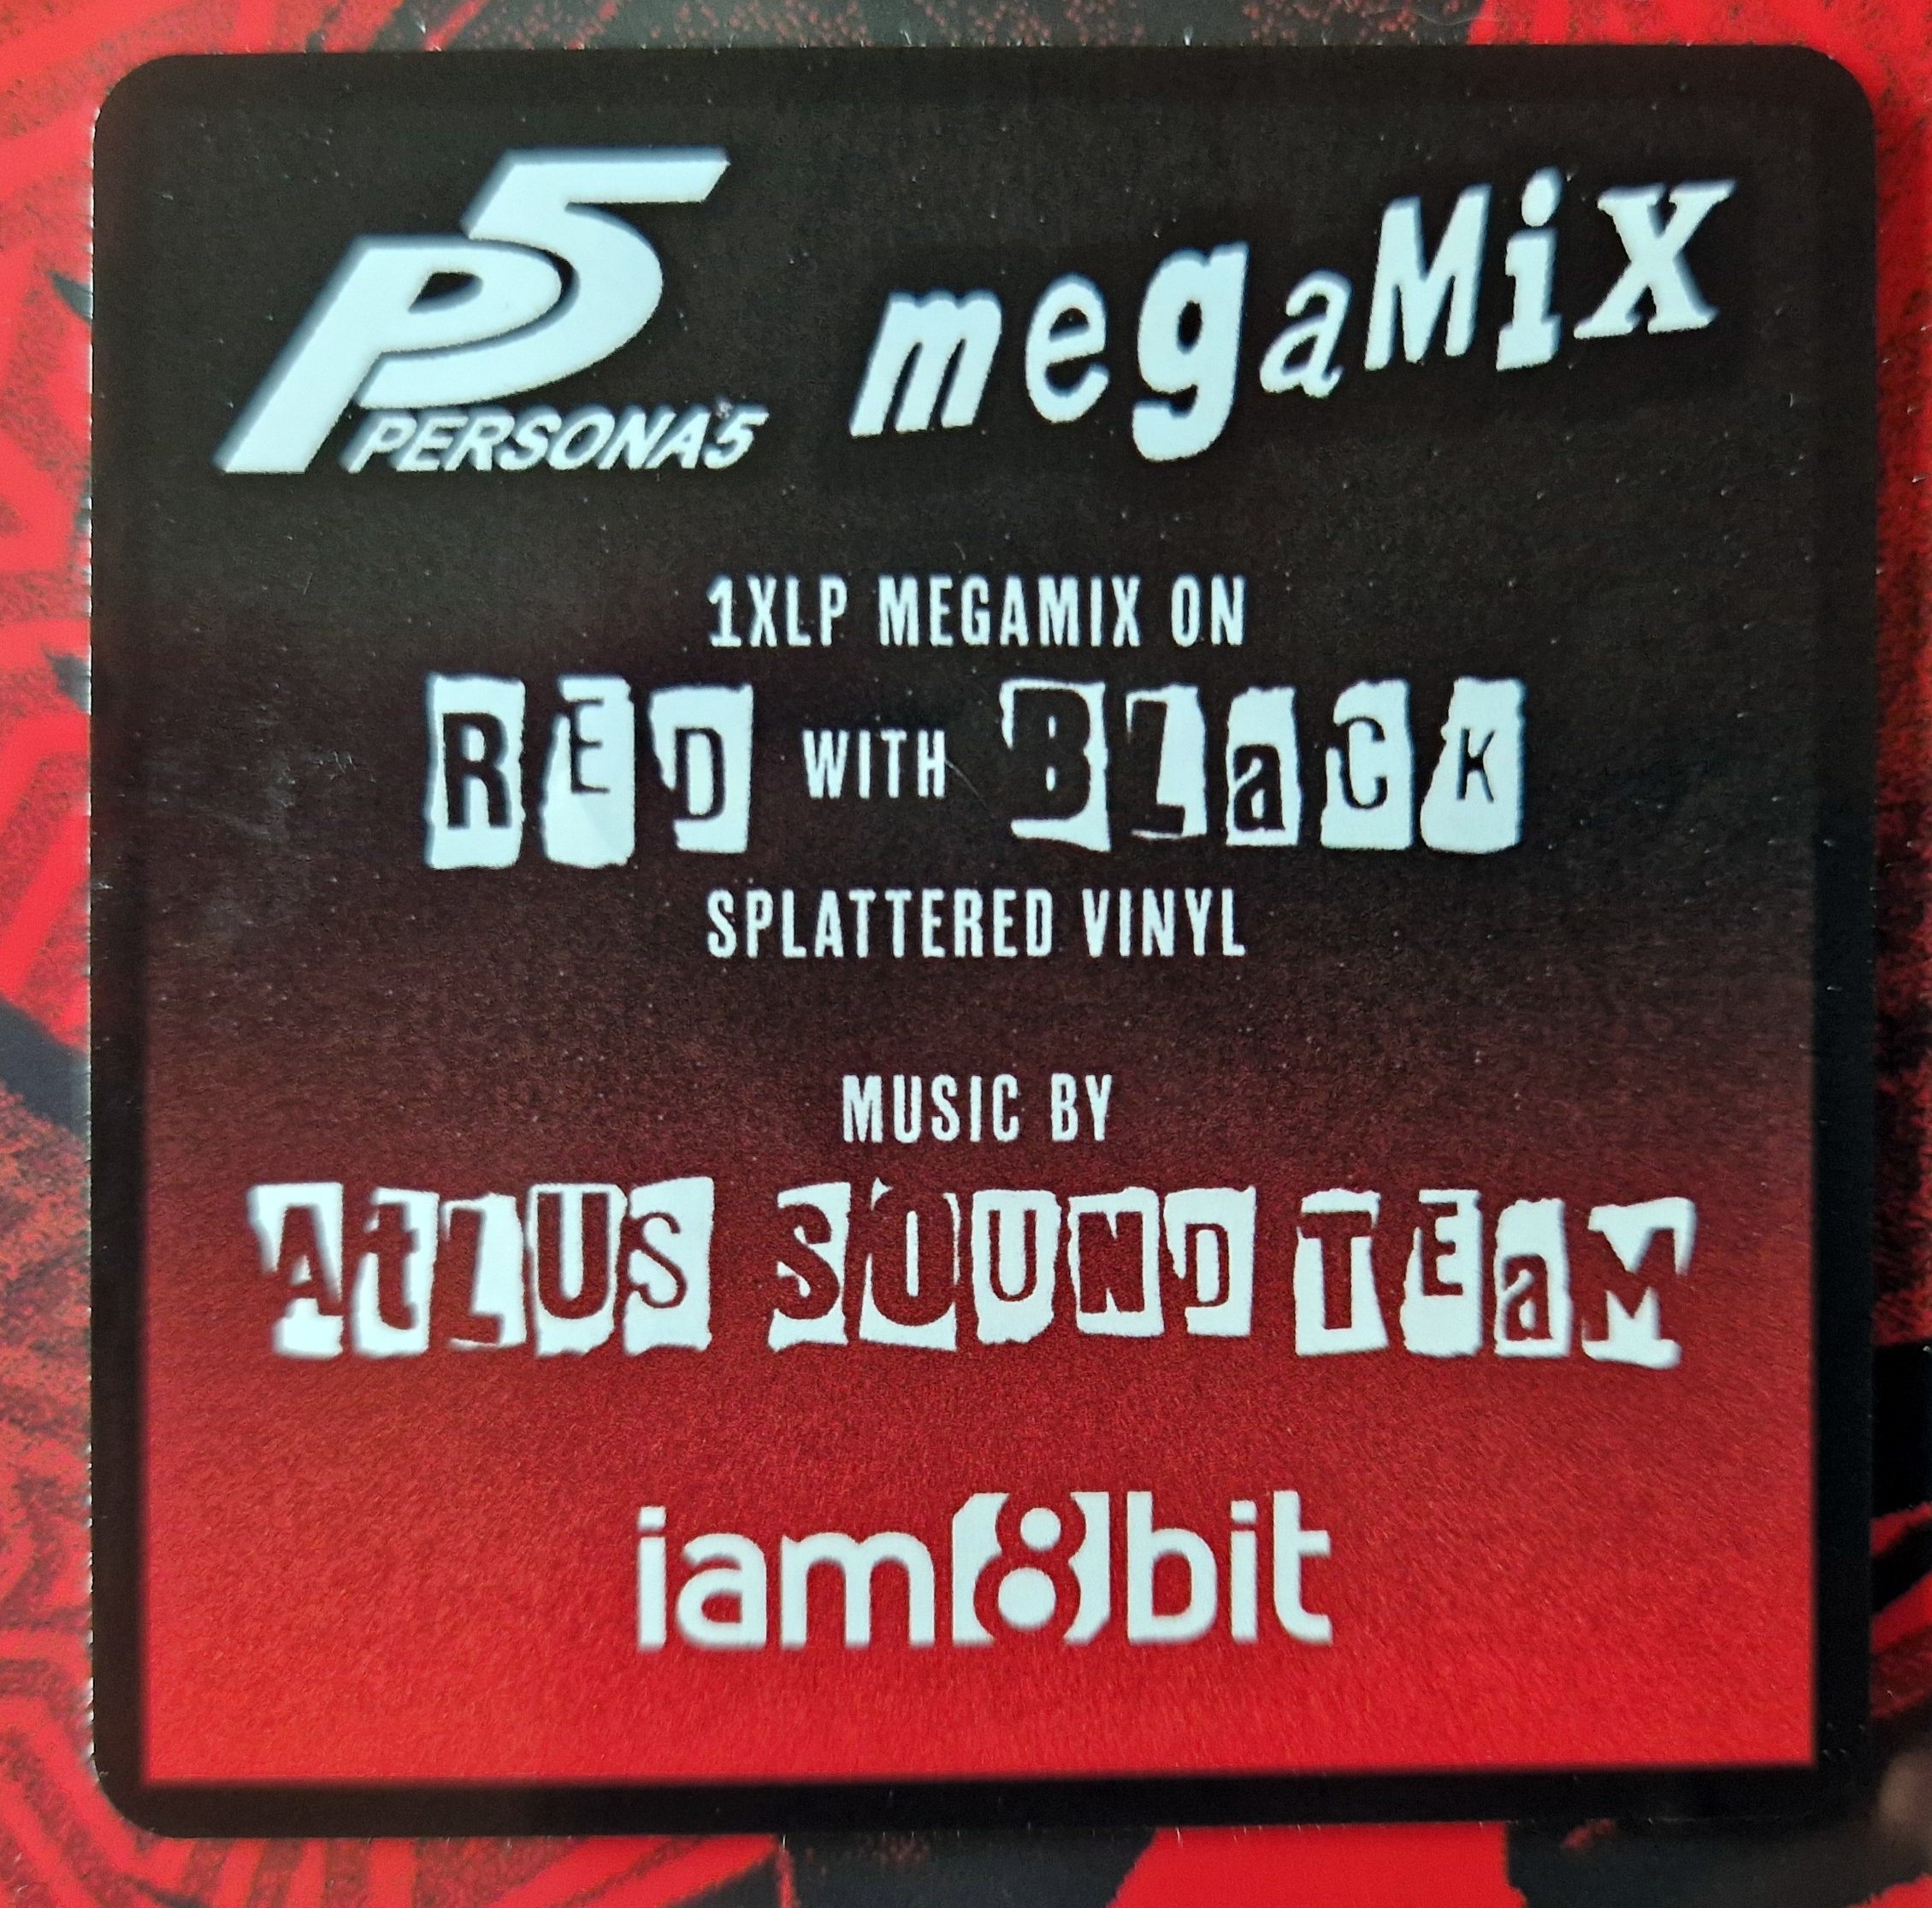 P5 megaMiX
PERSONA5
1XLP MEGAMIX ON
RED WITH BLaCK
SPLATTERED VINYL
MUSIC BY
AtLUS SOUND TEaM
iam8bit